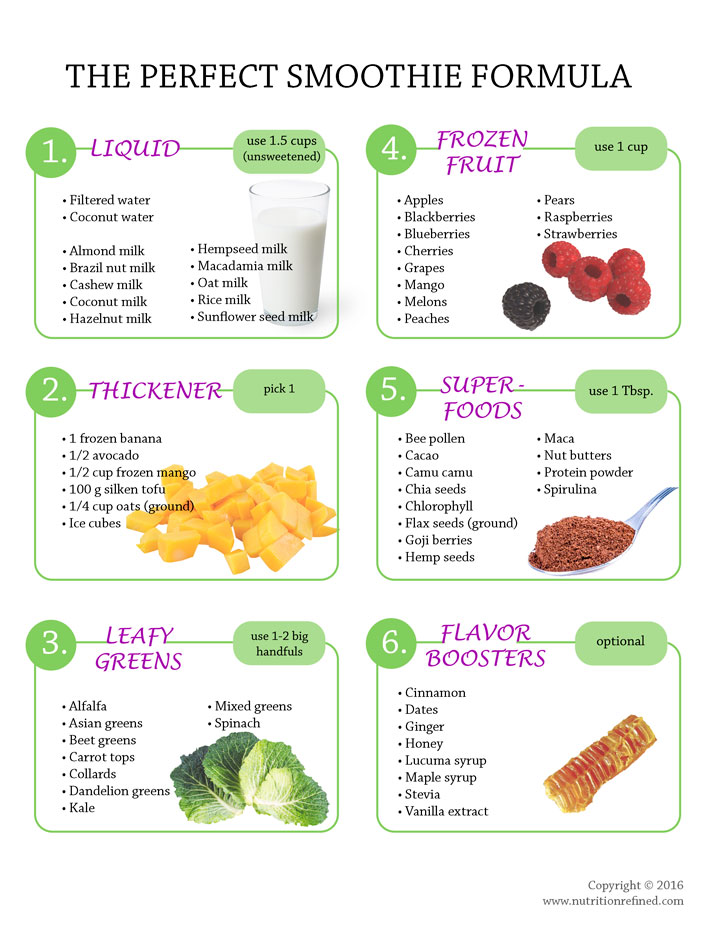 THE PERFECT SMOOTHIE FORMULA
1.
LIQUID
use 1.5 cups
(unsweetened)
• Filtered water
• Coconut water
• Almond milk
• Brazil nut milk
• Cashew milk
• Coconut milk
• Hazelnut milk
• Hempseed milk
• Macadamia milk
• Oat milk
• Rice milk
• Sunflower seed milk
2.
THICKENER
pick 1
• 1 frozen banana
• 1/2 avocado
• 1/2 cup frozen mango
• 100 g silken tofu
• 1/4 cup oats (ground)
• Ice cubes
3.
LEAFY
GREENS
use 1-2 big
handfuls
• Alfalfa
• Asian greens
• Beet greens
• Carrot tops
• Collards
• Dandelion greens
• Kale
• Mixed greens
• Spinach
4.
FROZEN
FRUIT
use 1 cup
• Apples
• Blackberries
• Blueberries
• Cherries
• Grapes
• Mango
• Melons
• Peaches
• Pears
• Raspberries
• Strawberries
5.
SUPER-
FOODS
use 1 Tbsp.
• Bee pollen
• Cacao
• Camu camu
• Chia seeds
• Chlorophyll
• Flax seeds (ground)
• Goji berries
• Hemp seeds
• Maca
• Nut butters
• Protein powder
• Spirulina
6.
FLAVOR
BOOSTERS
optional
• Cinnamon
• Dates
• Ginger
• Honey
• Lucuma syrup
• Maple syrup
• Stevia
• Vanilla extract
Copyright © 2016
www.nutritionrefined.com